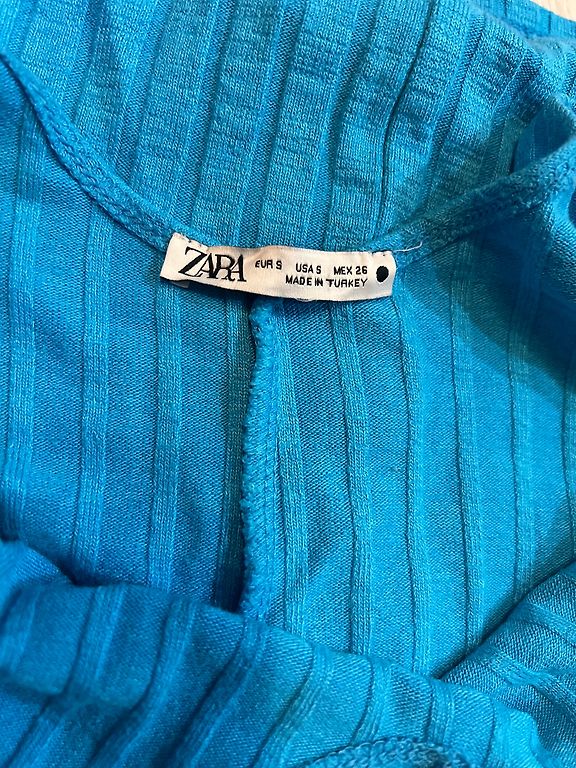 ZARA EUR S USA S MEX 26
MADE IN TURKEY